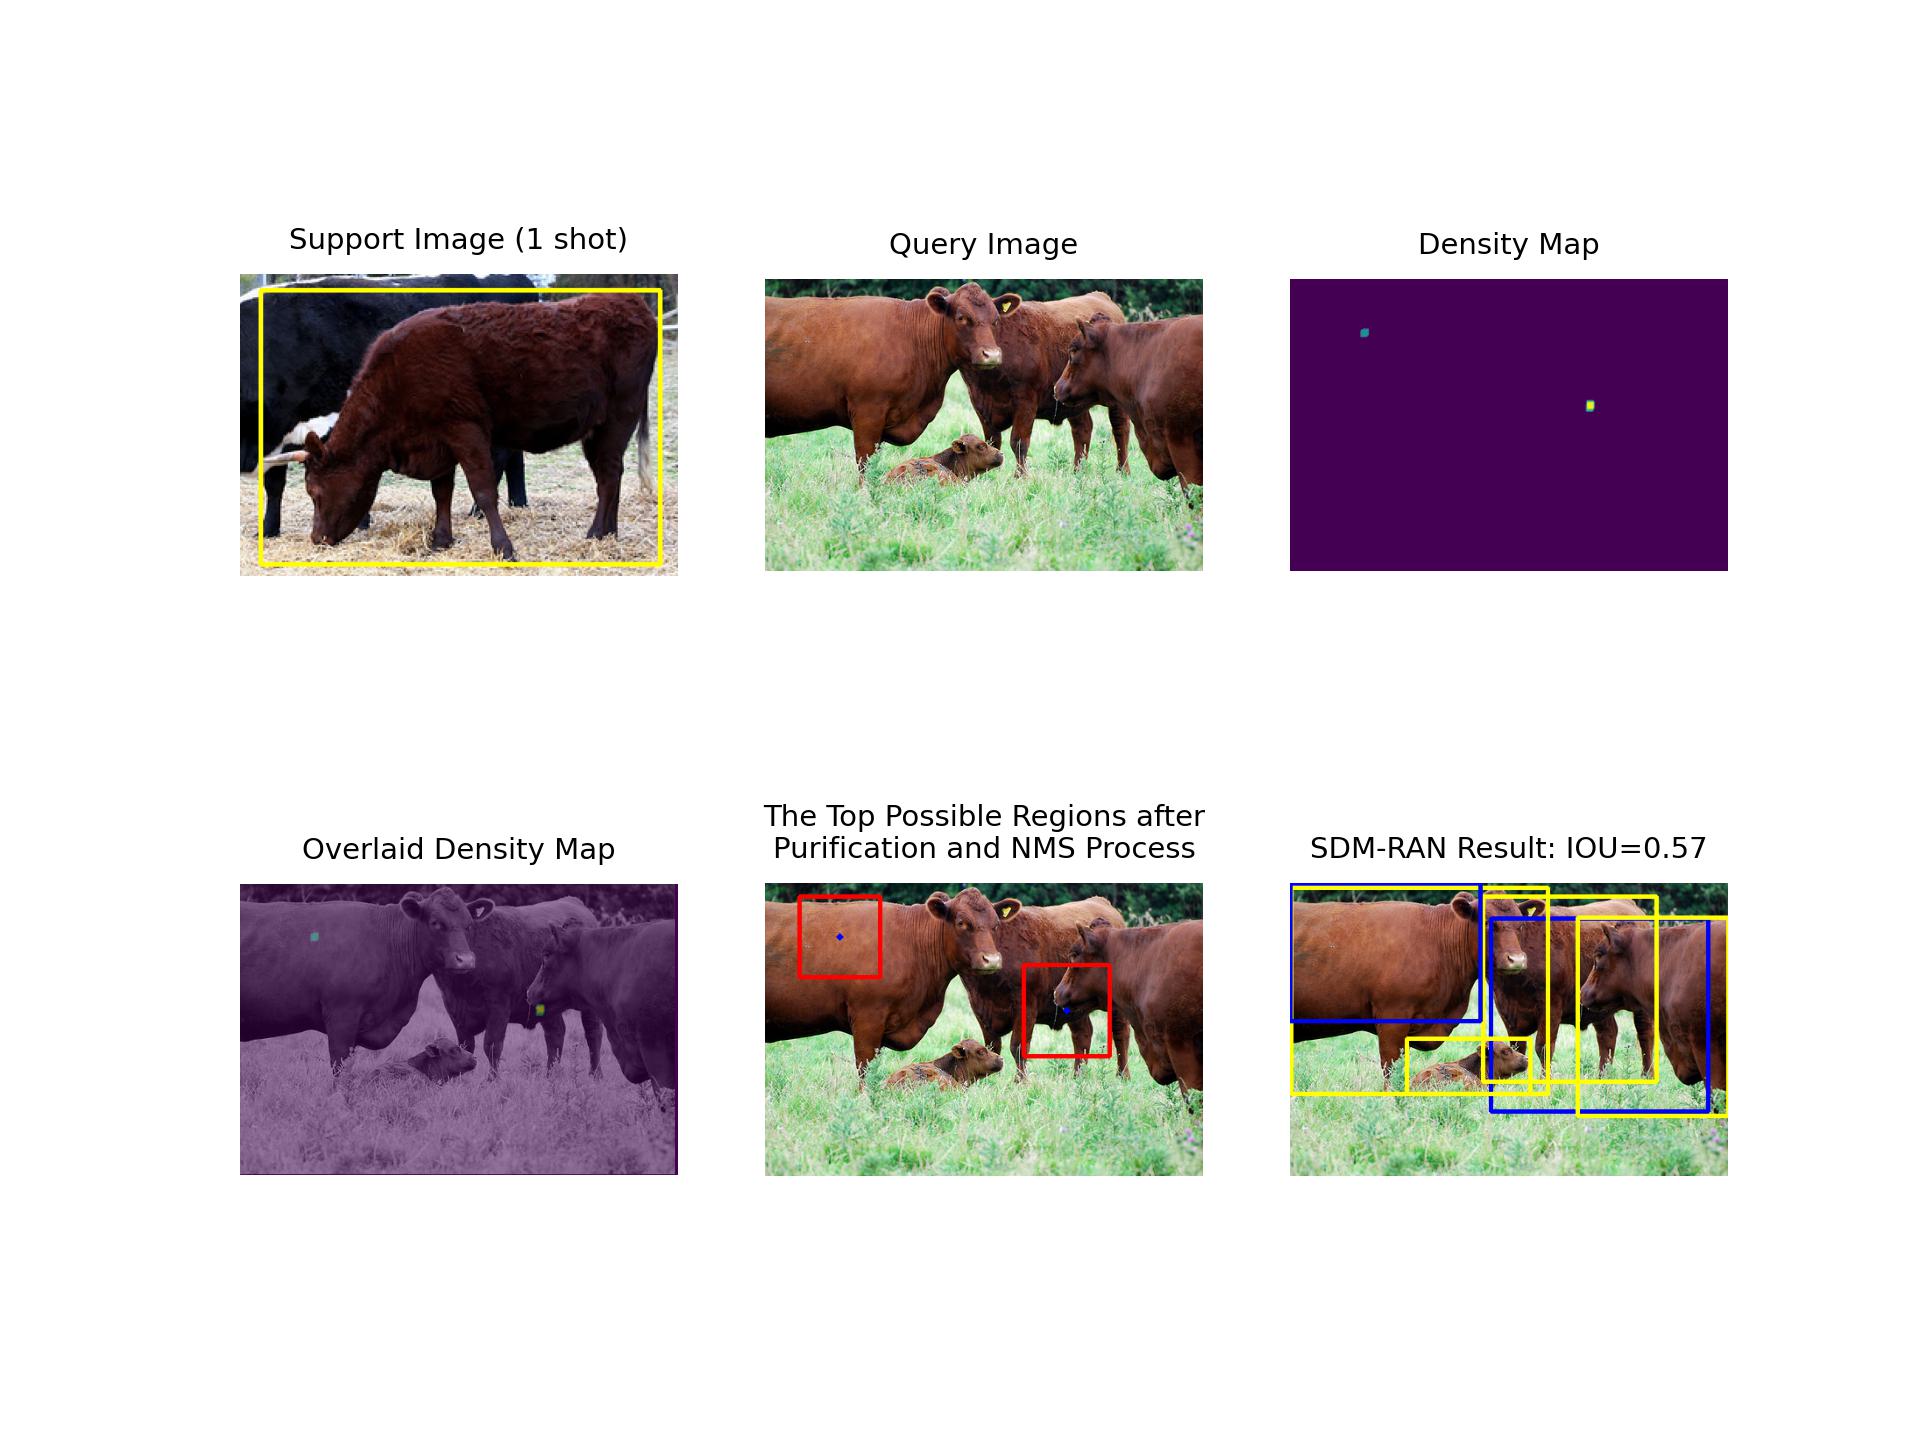 Support Image (1 shot)
Query Image
Density Map
Overlaid Density Map
The Top Possible Regions after
Purification and NMS Process
SDM-RAN Result: IOU=0.57